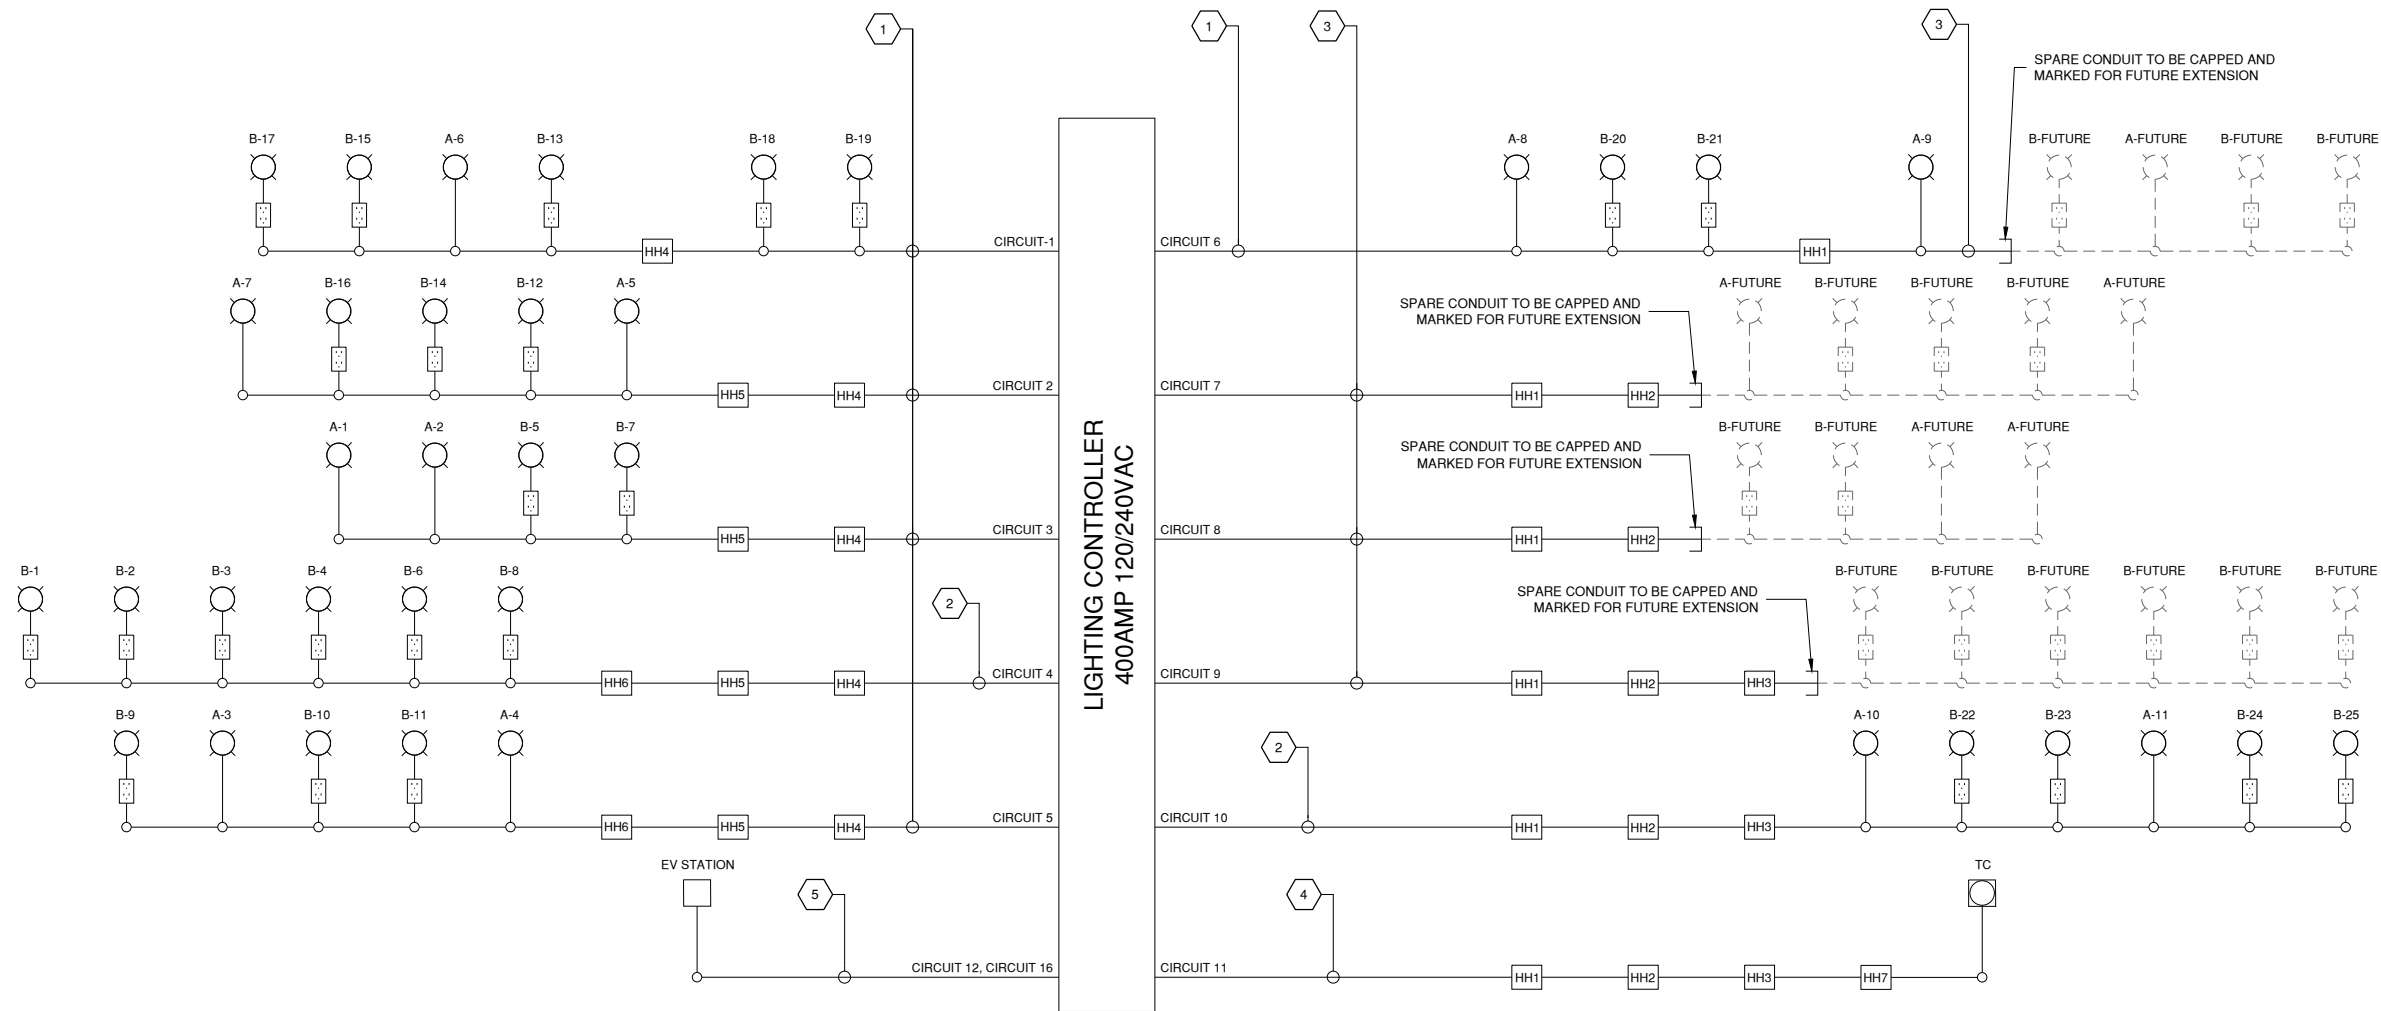 1
1
3
3
SPARE CONDUIT TO BE CAPPED AND
MARKED FOR FUTURE EXTENSION
B-17 B-15 A-6 B-13 B-18 B-19
A-8 B-20 B-21 A-9 B-FUTURE A-FUTURE B-FUTURE B-FUTURE
HH4 CIRCUIT-1
CIRCUIT 6 HH1
A-7 B-16 B-14 B-12 A-5
A-FUTURE B-FUTURE B-FUTURE B-FUTURE A-FUTURE
SPARE CONDUIT TO BE CAPPED AND
MARKED FOR FUTURE EXTENSION
HH5 HH4 CIRCUIT 2
CIRCUIT 7 HH1 HH2
A-1 A-2 B-5 B-7
B-FUTURE B-FUTURE A-FUTURE A-FUTURE
SPARE CONDUIT TO BE CAPPED AND
MARKED FOR FUTURE EXTENSION
HH5 HH4 CIRCUIT 3
CIRCUIT 8 HH1 HH2
LIGHTING CONTROLLER
400AMP 120/240VAC
B-1 B-2 B-3 B-4 B-6 B-8
B-FUTURE B-FUTURE B-FUTURE B-FUTURE B-FUTURE B-FUTURE
2
SPARE CONDUIT TO BE CAPPED AND
MARKED FOR FUTURE EXTENSION
HH6 HH5 HH4 CIRCUIT 4
CIRCUIT 9 HH1 HH2 HH3
B-9 A-3 B-10 B-11 A-4
A-10 B-22 B-23 A-11 B-24 B-25
2
HH6 HH5 HH4 CIRCUIT 5
CIRCUIT 10 HH1 HH2 HH3
EV STATION
TC
5
4
CIRCUIT 12, CIRCUIT 16
CIRCUIT 11 HH1 HH2 HH3 HH7